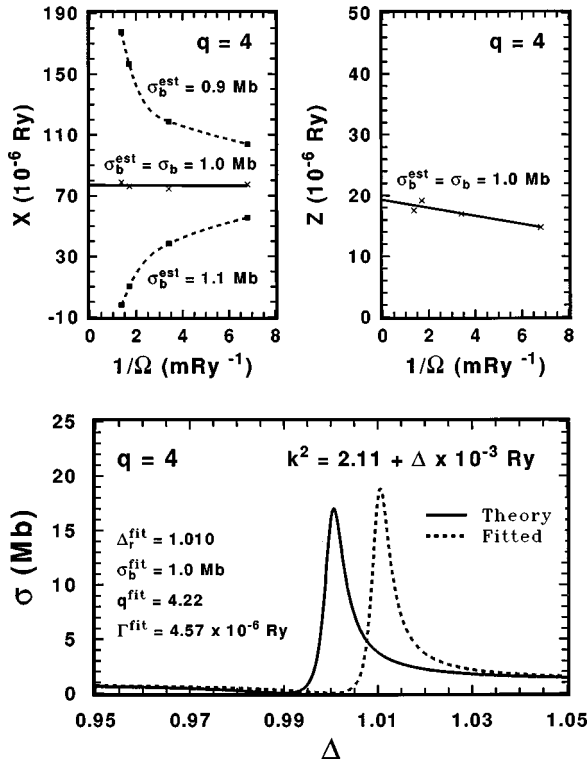 190
150
110
70
30
-10
X (10⁻⁶ Ry)
q = 4
σ_b^est = 0.9 Mb
σ_b^est = σ_b = 1.0 Mb
σ_b^est = 1.1 Mb
0 2 4 6 8
1/Ω (mRy ⁻¹)
50
40
30
20
10
0
Z (10⁻⁶ Ry)
q = 4
σ_b^est = σ_b = 1.0 Mb
0 2 4 6 8
1/Ω (mRy ⁻¹)
25
20
15
10
5
0
σ (Mb)
q = 4
k² = 2.11 + Δ x 10⁻³ Ry
Theory
Fitted
Δ_r^fit = 1.010
σ_b^fit = 1.0 Mb
q^fit = 4.22
Γ^fit = 4.57 x 10⁻⁶ Ry
0.95 0.97 0.99 1.01 1.03 1.05
Δ